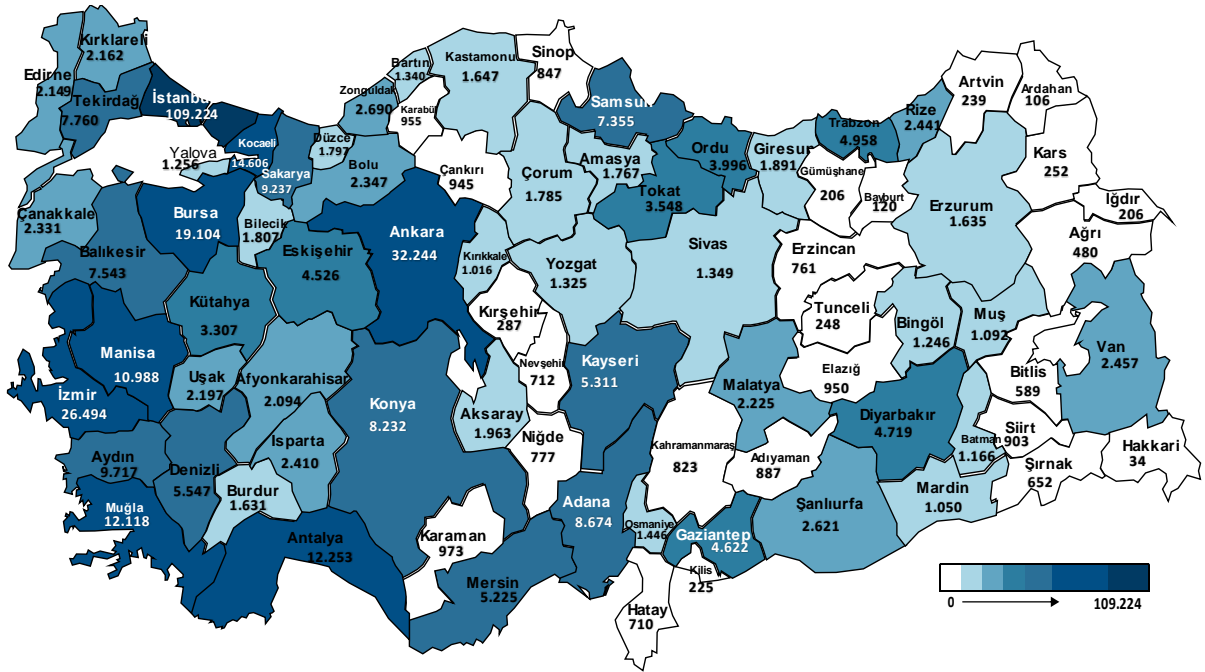 Kırklareli
2.162
Edirne
2.149
Tekirdağ
7.760
İstanbul
109.224
Kocaeli
14.606
Yalova
1.256
Sakarya
9.237
Düzce
1.797
Zonguldak
2.690
Bartın
1.340
Karabük
955
Kastamonu
1.647
Sinop
847
Samsun
7.355
Bolu
2.347
Çankırı
945
Çorum
1.785
Amasya
1.767
Tokat
3.548
Ordu
3.996
Giresun
1.891
Trabzon
4.958
Rize
2.441
Artvin
239
Ardahan
106
Kars
252
Gümüşhane
206
Bayburt
120
Erzurum
1.635
Iğdır
206
Ağrı
480
Çanakkale
2.331
Balıkesir
7.543
Bursa
19.104
Bilecik
1.807
Eskişehir
4.526
Ankara
32.244
Kırıkkale
1.016
Yozgat
1.325
Sivas
1.349
Erzincan
761
Tunceli
248
Bingöl
1.246
Muş
1.092
Van
2.457
Bitlis
589
Kütahya
3.307
Kırşehir
287
Nevşehir
712
Kayseri
5.311
Malatya
2.225
Elazığ
950
Diyarbakır
4.719
Batman
1.166
Siirt
903
Şırnak
652
Hakkari
34
Manisa
10.988
İzmir
26.494
Uşak
2.197
Afyonkarahisar
2.094
Konya
8.232
Aksaray
1.963
Niğde
777
Kahramanmaraş
823
Adıyaman
887
Şanlıurfa
2.621
Mardin
1.050
Aydın
9.717
Denizli
5.547
Isparta
2.410
Burdur
1.631
Muğla
12.118
Antalya
12.253
Karaman
973
Mersin
5.225
Adana
8.674
Osmaniye
1.446
Gaziantep
4.622
Kilis
225
Hatay
710
0
109.224